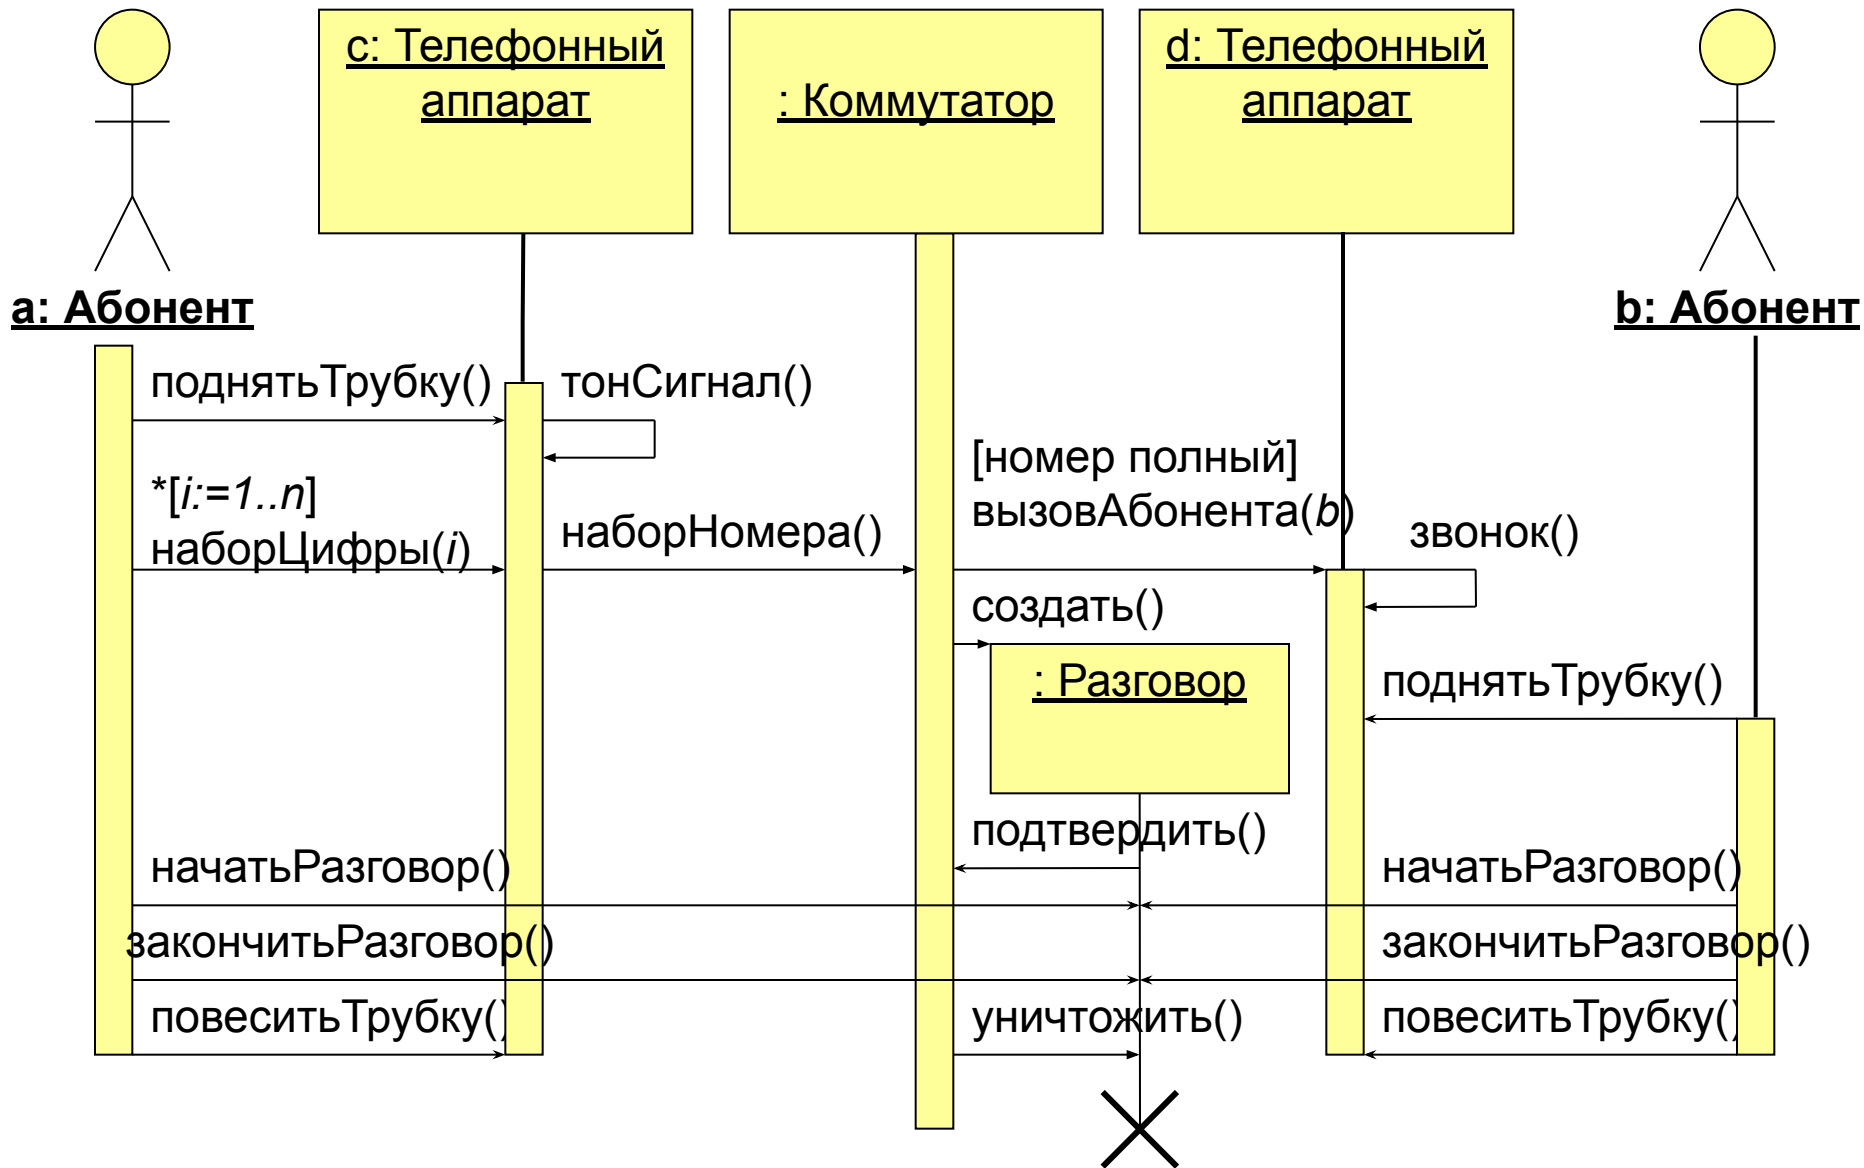 c: Телефонный
аппарат
: Коммутатор
d: Телефонный
аппарат
a: Абонент
b: Абонент
поднятьТрубку()
тонСигнал()
*[i:=1..n]
наборЦифры(i)
наборНомера()
[номер полный]
вызовАбонента(b)
звонок()
создать()
: Разговор
поднятьТрубку()
подтвердить()
начатьРазговор()
начатьРазговор()
закончитьРазговор()
закончитьРазговор()
повеситьТрубку()
уничтожить()
повеситьТрубку()